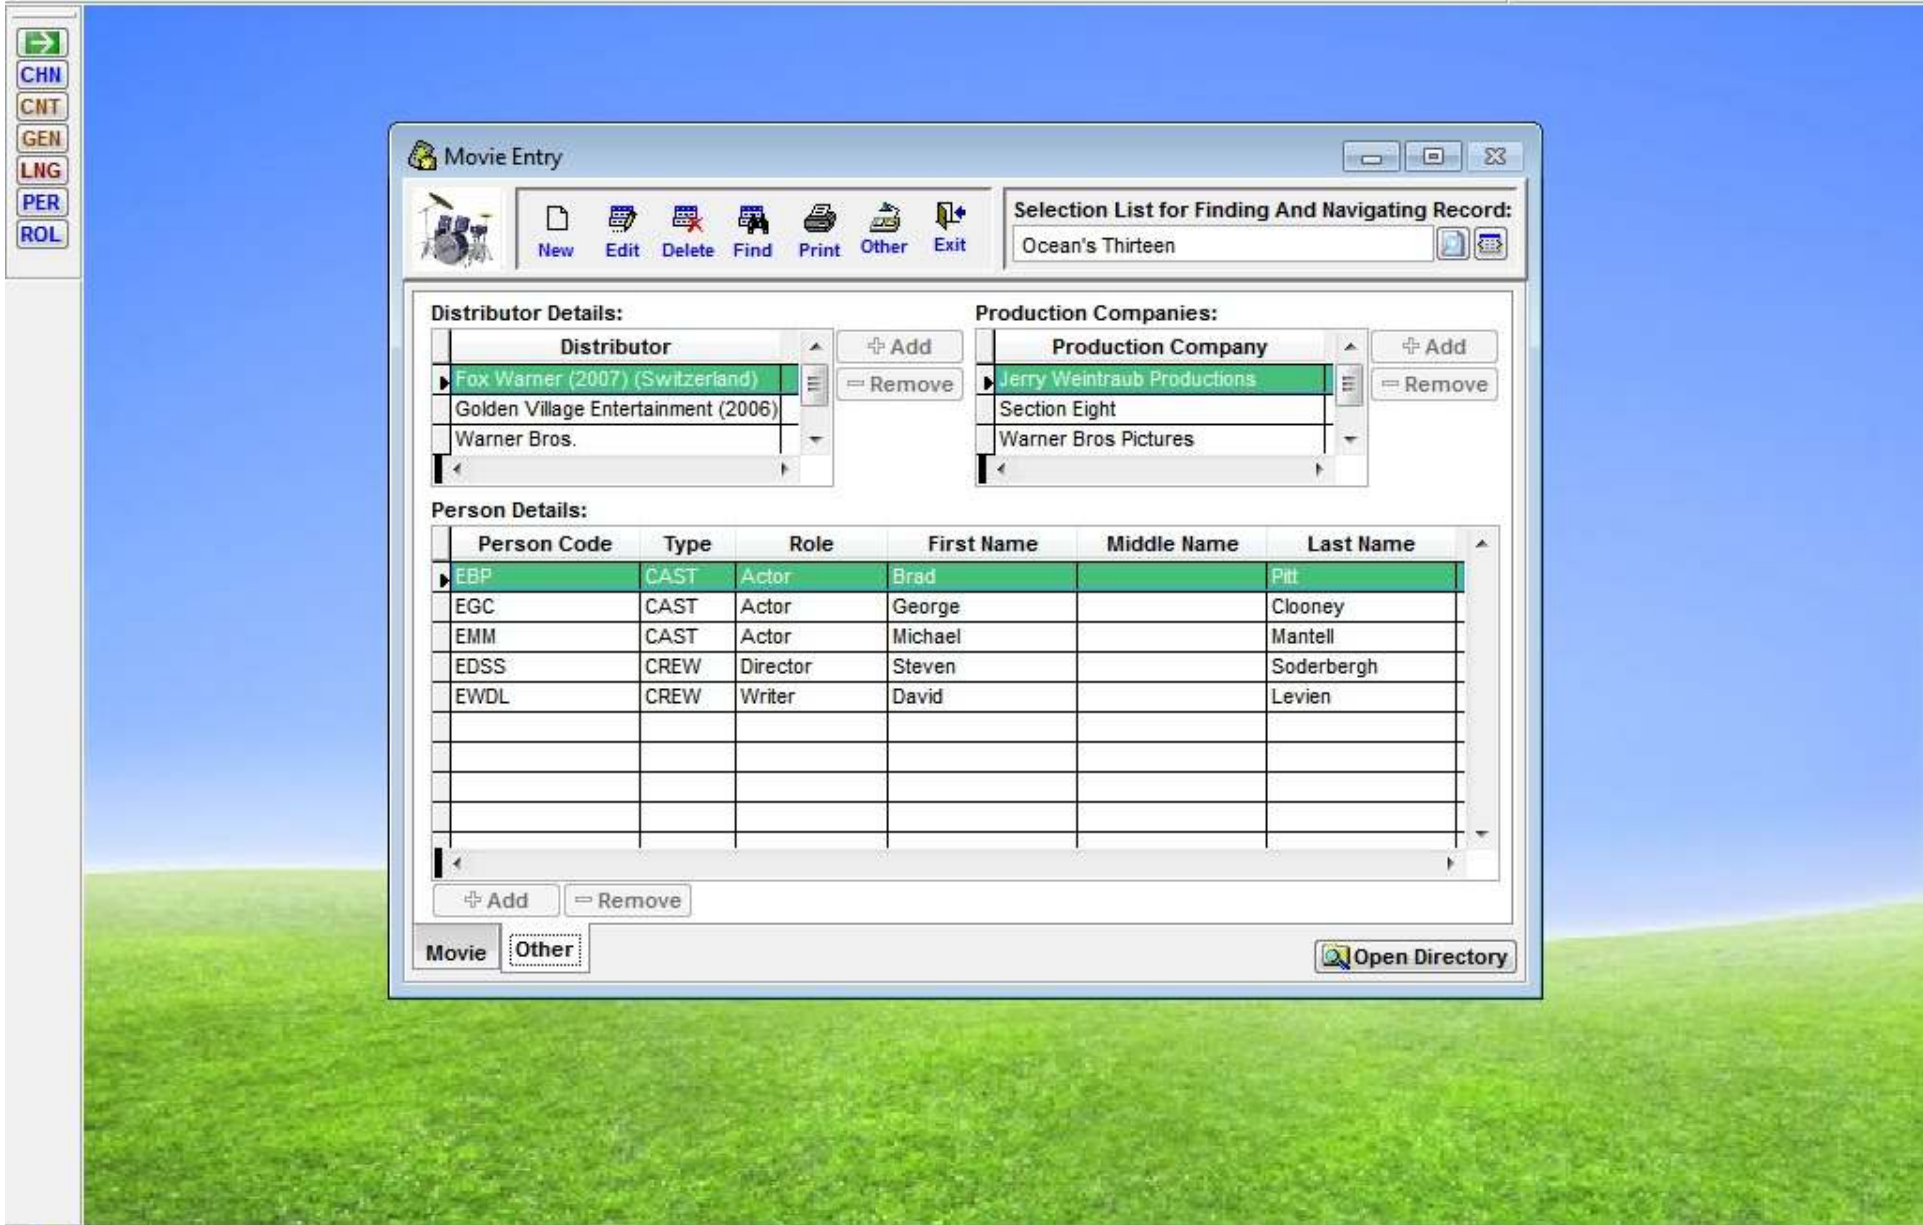 CHN
CNT
GEN
LNG
PER
ROL
Movie Entry
New Edit Delete Find Print Other Exit
Selection List for Finding And Navigating Record:
Ocean's Thirteen
Distributor Details:
Distributor
Fox Warner (2007) (Switzerland)
Golden Village Entertainment (2006)
Warner Bros.
Add
Remove
Production Companies:
Production Company
Jerry Weintraub Productions
Section Eight
Warner Bros Pictures
Add
Remove
Person Details:
Person Code Type Role First Name Middle Name Last Name
EBP CAST Actor Brad Pitt
EGC CAST Actor George Clooney
EMM CAST Actor Michael Mantell
EDSS CREW Director Steven Soderbergh
EWDL CREW Writer David Levien
Add Remove
Movie Other
Open Directory